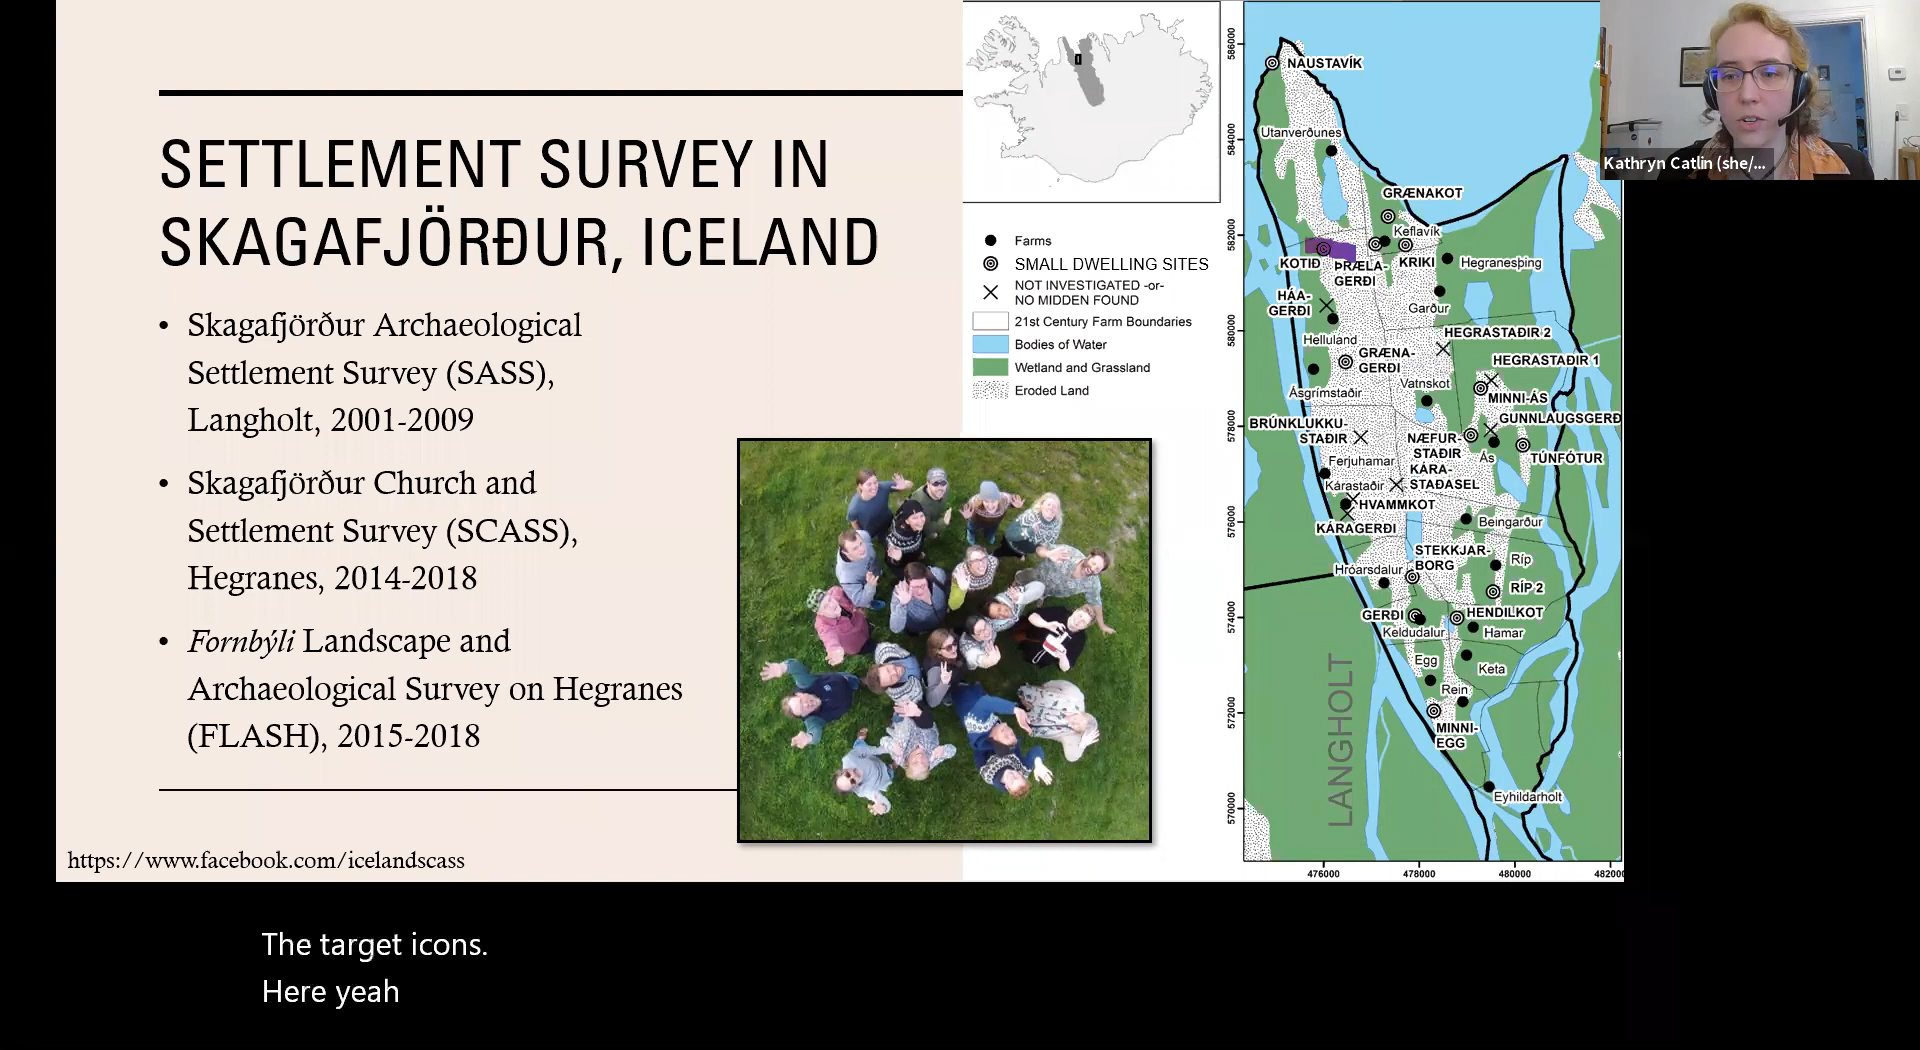 SETTLEMENT SURVEY IN
SKAGAFJÖRÐUR, ICELAND
• Skagafjörður Archaeological
Settlement Survey (SASS),
Langholt, 2001-2009
• Skagafjörður Church and
Settlement Survey (SCASS),
Hegranes, 2014-2018
• Fornbýli Landscape and
Archaeological Survey on Hegranes
(FLASH), 2015-2018
https://www.facebook.com/icelandscass
Farms
SMALL DWELLING SITES
NOT INVESTIGATED -or-
NO MIDDEN FOUND
21st Century Farm Boundaries
Bodies of Water
Wetland and Grassland
Eroded Land
586000
584000
582000
580000
578000
576000
574000
572000
570000
NAUSTAVÍK
Utanverðunes
GRÆNAKOT
Keflavík
KOTIÐ
ÞRÆLA-
GERÐI
KRIKI
Hegranesþing
HÁA-
GERÐI
Garður
Helluland
HEGRASTAÐIR 2
GRÆNA-
GERÐI
HEGRASTAÐIR 1
Ásgrímstaðir
Vatnskot
MINNI-ÁS
GUNNLAUGSGERÐ
BRÚNKLUKKU-
STAÐIR
NÆFUR-
STAÐIR
Ás
TÚNFÓTUR
Ferjuhamar
KÁRA-
STAÐASEL
Kárastaðir
HVAMMKOT
KÁRAGERÐI
Beingarður
STEKKJAR-
BORG
Ríp
Hróarsdalur
RÍP 2
GERÐI
HENDILKOT
Keldudalur
Hamar
Egg
Keta
Rein
MINNI-
EGG
LANGHOLT
Eyhildarholt
476000
478000
480000
482000
Kathryn Catlin (she/...
The target icons.
Here yeah